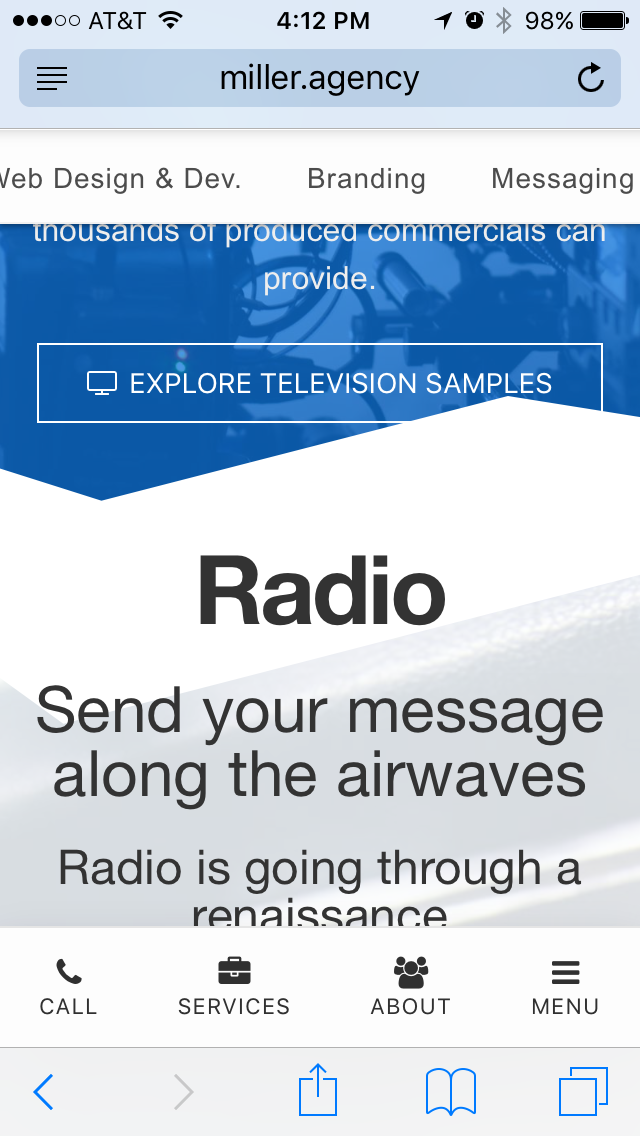 AT&T 4:12 PM 98%
miller.agency
Web Design & Dev. Branding Messaging
thousands of produced commercials can
provide.
EXPLORE TELEVISION SAMPLES
Radio
Send your message
along the airwaves
Radio is going through a
renaissance
CALL SERVICES ABOUT MENU